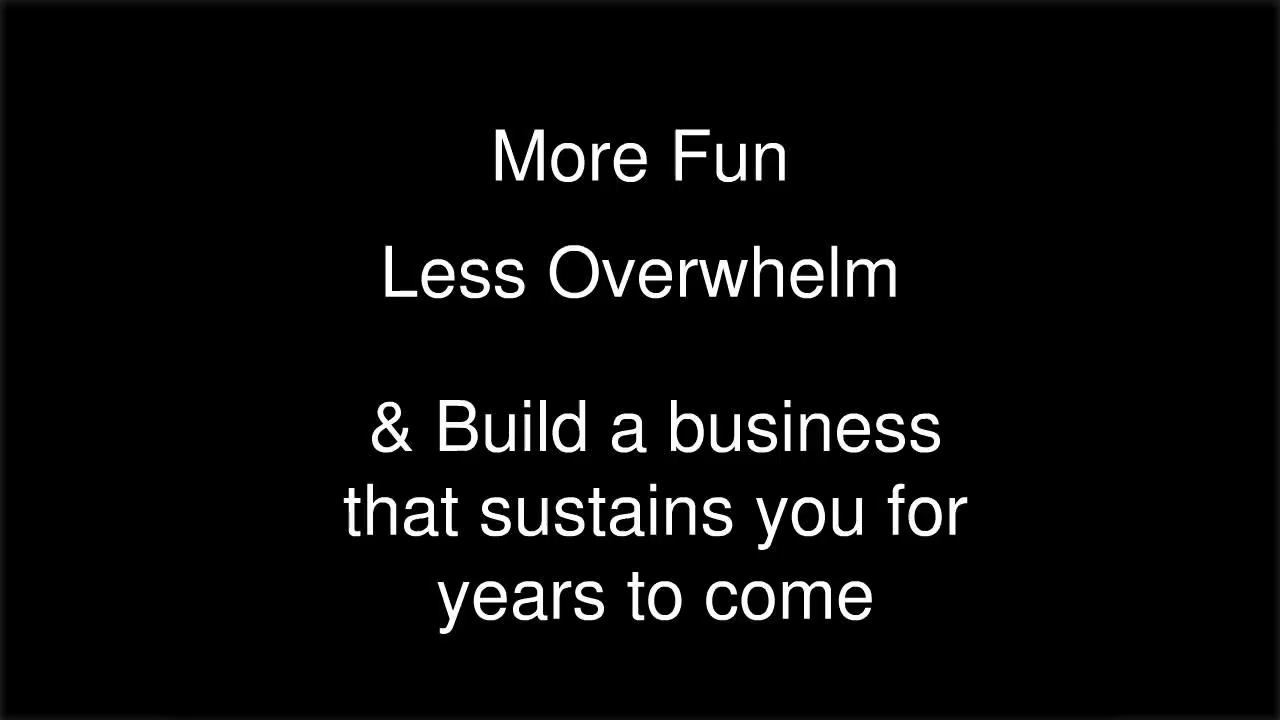 More Fun
Less Overwhelm
& Build a business
that sustains you for
years to come